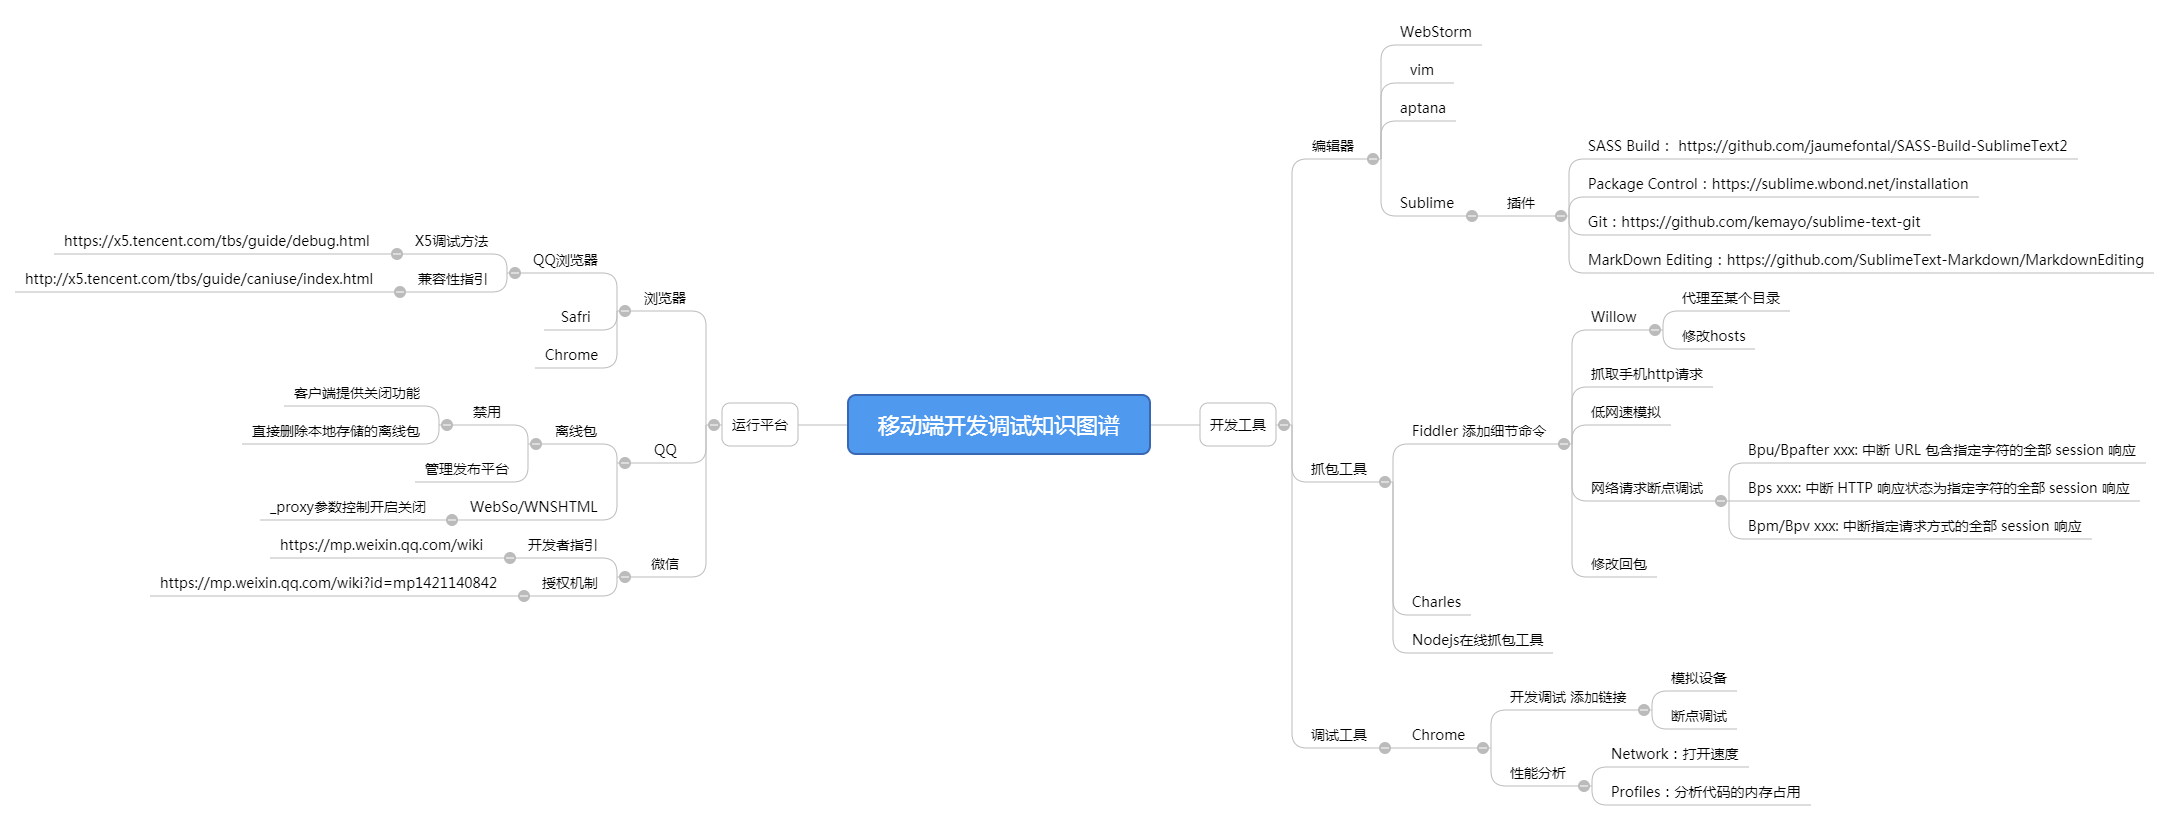 移动端开发调试知识图谱
运行平台
浏览器
QQ浏览器
X5调试方法
https://x5.tencent.com/tbs/guide/debug.html
兼容性指引
http://x5.tencent.com/tbs/guide/caniuse/index.html
Safri
Chrome
QQ
离线包
禁用
客户端提供关闭功能
直接删除本地存储的离线包
管理发布平台
WebSo/WNSHTML
_proxy参数控制开启关闭
微信
开发者指引
https://mp.weixin.qq.com/wiki
授权机制
https://mp.weixin.qq.com/wiki?id=mp1421140842
开发工具
编辑器
WebStorm
vim
aptana
Sublime
插件
SASS Build： https://github.com/jaumefontal/SASS-Build-SublimeText2
Package Control：https://sublime.wbond.net/installation
Git：https://github.com/kemayo/sublime-text-git
MarkDown Editing：https://github.com/SublimeText-Markdown/MarkdownEditing
抓包工具
Fiddler 添加细节命令
Willow
代理至某个目录
修改hosts
抓取手机http请求
低网速模拟
网络请求断点调试
Bpu/Bpafter xxx: 中断 URL 包含指定字符的全部 session 响应
Bps xxx: 中断 HTTP 响应状态为指定字符的全部 session 响应
Bpm/Bpv xxx: 中断指定请求方式的全部 session 响应
修改回包
Charles
Nodejs在线抓包工具
调试工具
Chrome
开发调试 添加链接
模拟设备
断点调试
性能分析
Network：打开速度
Profiles：分析代码的内存占用